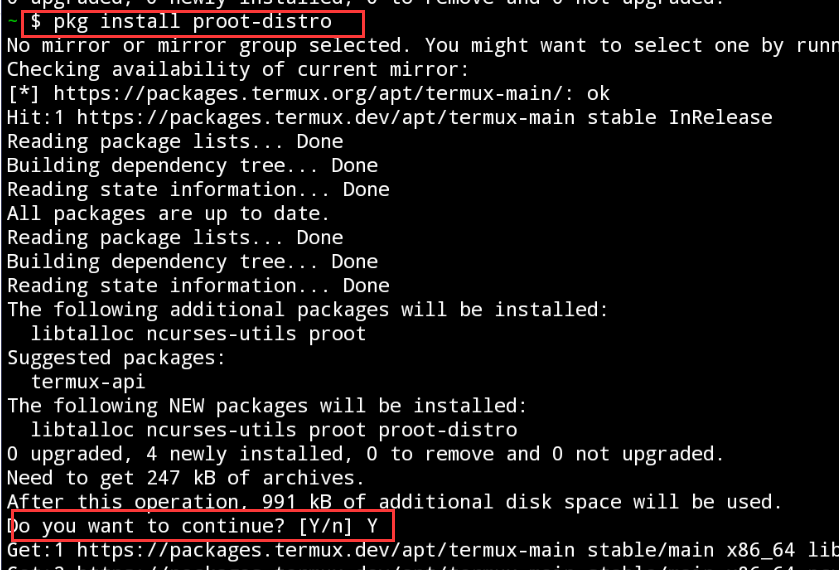 0 upgraded, 0 newly installed, 0 to remove and 0 not upgraded.
~ $ pkg install proot-distro
No mirror or mirror group selected. You might want to select one by runn
Checking availability of current mirror:
[*] https://packages.termux.org/apt/termux-main/: ok
Hit:1 https://packages.termux.dev/apt/termux-main stable InRelease
Reading package lists... Done
Building dependency tree... Done
Reading state information... Done
All packages are up to date.
Reading package lists... Done
Building dependency tree... Done
Reading state information... Done
The following additional packages will be installed:
libtalloc ncurses-utils proot
Suggested packages:
termux-api
The following NEW packages will be installed:
libtalloc ncurses-utils proot proot-distro
0 upgraded, 4 newly installed, 0 to remove and 0 not upgraded.
Need to get 247 kB of archives.
After this operation, 991 kB of additional disk space will be used.
Do you want to continue? [Y/n] Y
Get:1 https://packages.termux.dev/apt/termux-main stable/main x86_64 lib